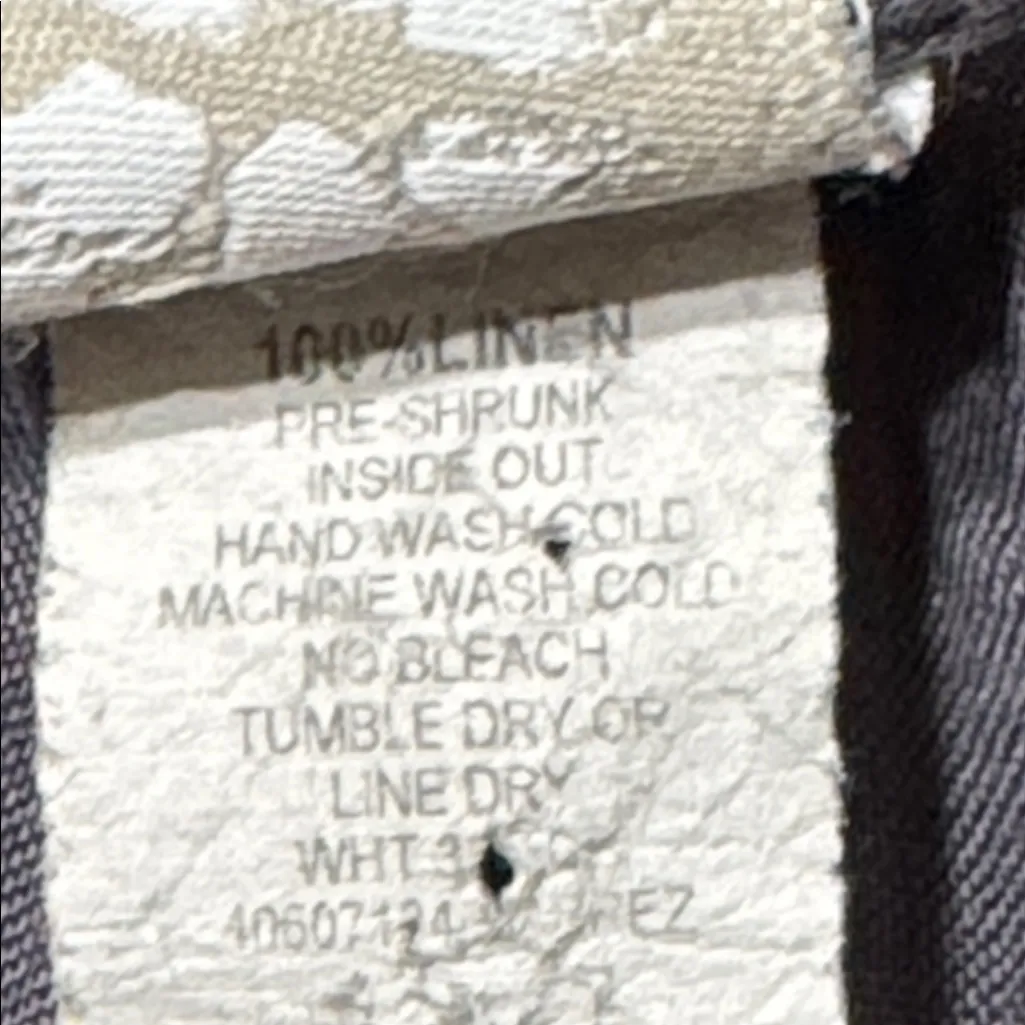 100% LINEN
PRE-SHRUNK
INSIDE OUT
HAND WASH COLD
MACHINE WASH COLD
NO BLEACH
TUMBLE DRY OR
LINE DRY
WHT